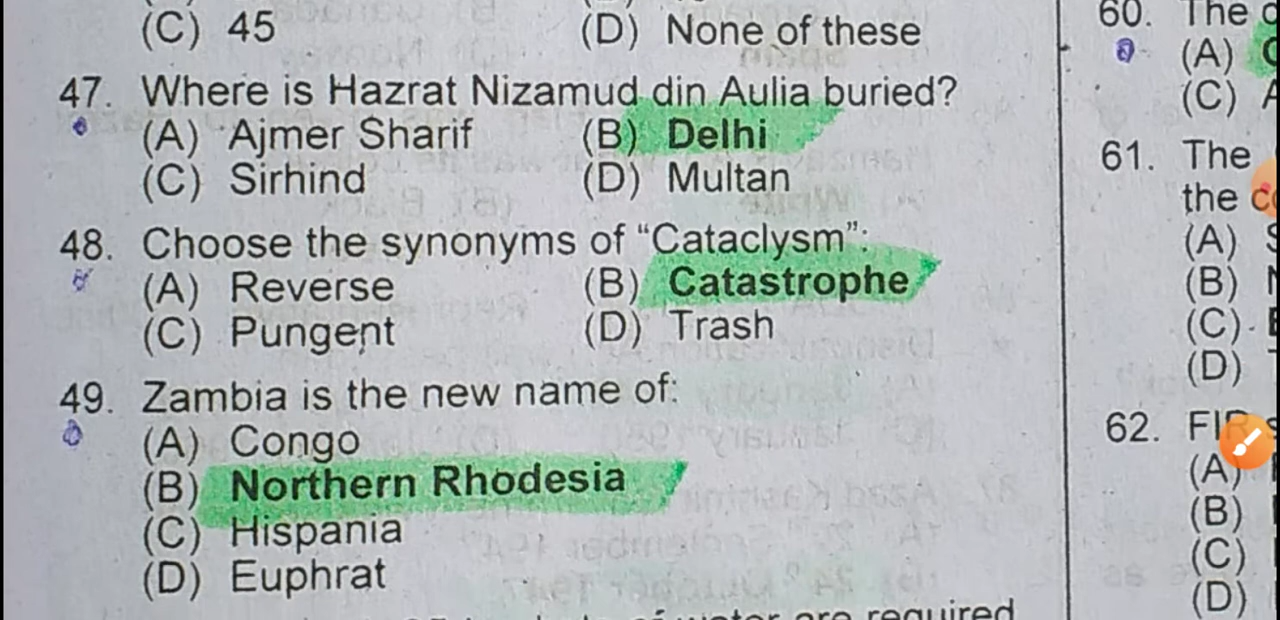 (C) 45 (D) None of these
47. Where is Hazrat Nizamud din Aulia buried?
(A) Ajmer Sharif (B) Delhi
(C) Sirhind (D) Multan
48. Choose the synonyms of “Cataclysm”:
(A) Reverse (B) Catastrophe
(C) Pungent (D) Trash
49. Zambia is the new name of:
(A) Congo
(B) Northern Rhodesia
(C) Hispania
(D) Euphrat
are required
60. The
(A)
(C)
61. The
the
(A)
(B)
(C)
(D)
62. FIR
(A)
(B)
(C)
(D)